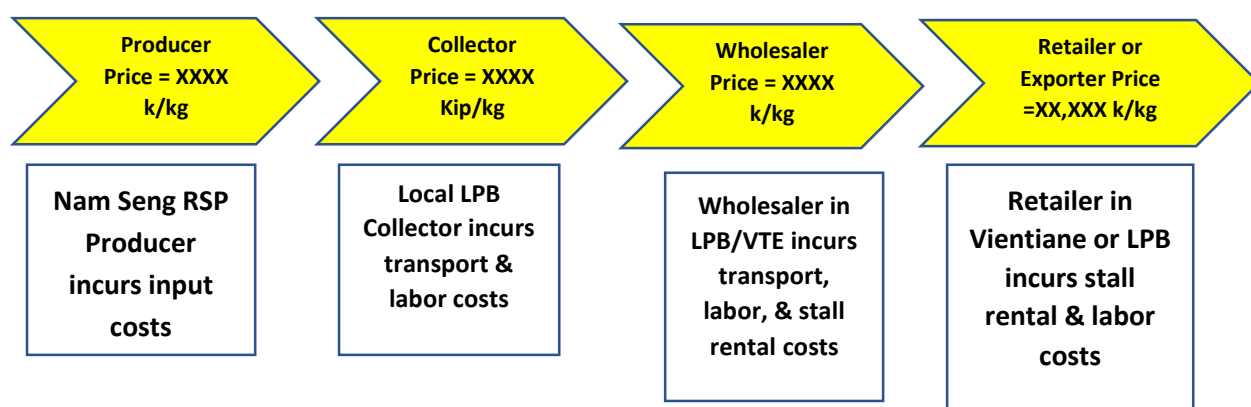 Producer
Price = XXXX
k/kg
Collector
Price = XXXX
Kip/kg
Wholesaler
Price = XXXX
k/kg
Retailer or
Exporter Price
=XX,XXX k/kg
Nam Seng RSP
Producer
incurs input
costs
Local LPB
Collector incurs
transport &
labor costs
Wholesaler in
LPB/VTE incurs
transport,
labor, & stall
rental costs
Retailer in
Vientiane or LPB
incurs stall
rental & labor
costs